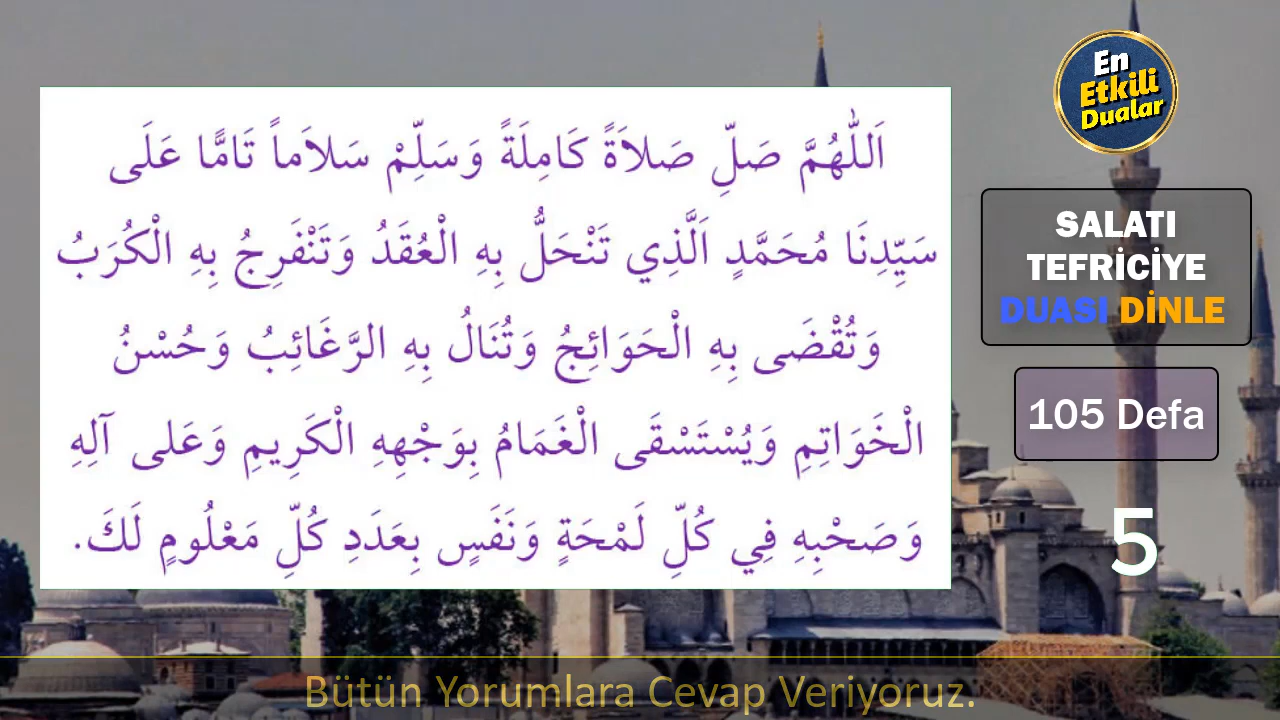 اَللّٰهُمَّ صَلِّ صَلاَةً كَامِلَةً وَسَلِّمْ سَلاَماً تَامًّا عَلَى
سَيِّدِنَا مُحَمَّدٍ اَلَّذِي تَنْحَلُّ بِهِ الْعُقَدُ وَتَنْفَرِجُ بِهِ الْكُرَبُ
وَتُقْضَى بِهِ الْحَوَائِجُ وَتُنَالُ بِهِ الرَّغَائِبُ وَحُسْنُ
الْخَوَاتِمِ وَيُسْتَسْقَى الْغَمَامُ بِوَجْهِهِ الْكَرِيمِ وَعَلى آلِهِ
وَصَحْبِهِ فِي كُلِّ لَمْحَةٍ وَنَفَسٍ بِعَدَدِ كُلِّ مَعْلُومٍ لَكَ.
En
Etkili
Dualar
SALATI
TEFRİCİYE
DUASI DİNLE
105 Defa
5
Bütün Yorumlara Cevap Veriyoruz.